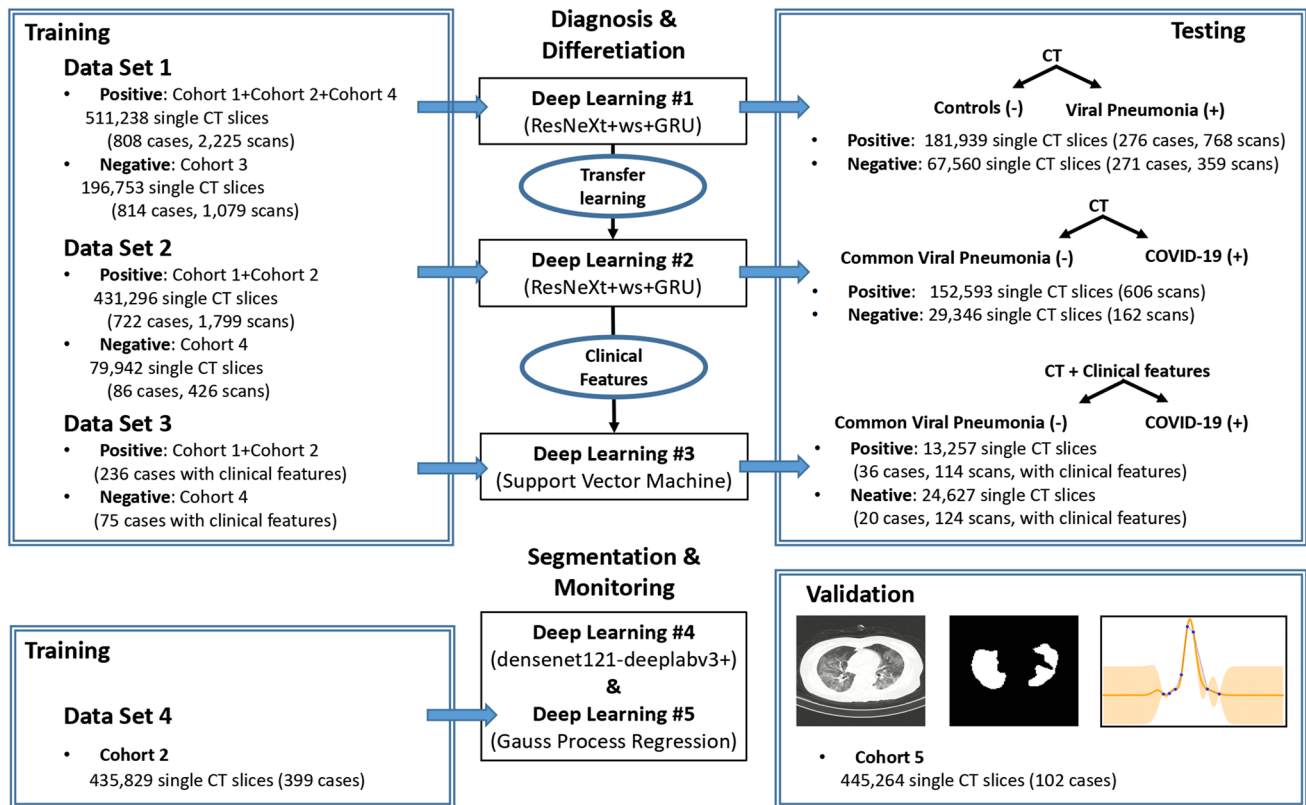 Training
Data Set 1
• Positive: Cohort 1+Cohort 2+Cohort 4
511,238 single CT slices
(808 cases, 2,225 scans)
• Negative: Cohort 3
196,753 single CT slices
(814 cases, 1,079 scans)
Data Set 2
• Positive: Cohort 1+Cohort 2
431,296 single CT slices
(722 cases, 1,799 scans)
• Negative: Cohort 4
79,942 single CT slices
(86 cases, 426 scans)
Data Set 3
• Positive: Cohort 1+Cohort 2
(236 cases with clinical features)
• Negative: Cohort 4
(75 cases with clinical features)
Diagnosis &
Differetiation
Deep Learning #1
(ResNeXt+ws+GRU)
Transfer
learning
Deep Learning #2
(ResNeXt+ws+GRU)
Clinical
Features
Deep Learning #3
(Support Vector Machine)
Testing
CT
Controls (-) Viral Pneumonia (+)
• Positive: 181,939 single CT slices (276 cases, 768 scans)
• Negative: 67,560 single CT slices (271 cases, 359 scans)
CT
Common Viral Pneumonia (-) COVID-19 (+)
• Positive: 152,593 single CT slices (606 scans)
• Negative: 29,346 single CT slices (162 scans)
CT + Clinical features
Common Viral Pneumonia (-) COVID-19 (+)
• Positive: 13,257 single CT slices
(36 cases, 114 scans, with clinical features)
• Neative: 24,627 single CT slices
(20 cases, 124 scans, with clinical features)
Training
Data Set 4
• Cohort 2
435,829 single CT slices (399 cases)
Segmentation &
Monitoring
Deep Learning #4
(densenet121-deeplabv3+)
&
Deep Learning #5
(Gauss Process Regression)
Validation
• Cohort 5
445,264 single CT slices (102 cases)